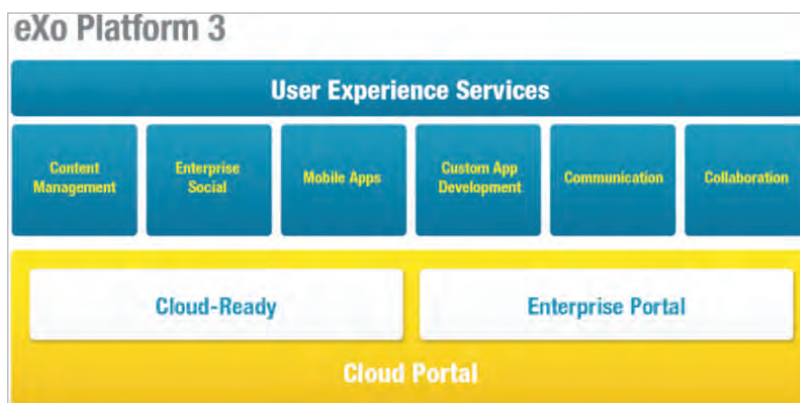 eXo Platform 3
User Experience Services
Content
Management
Enterprise
Social
Mobile Apps
Custom App
Development
Communication
Collaboration
Cloud-Ready
Enterprise Portal
Cloud Portal